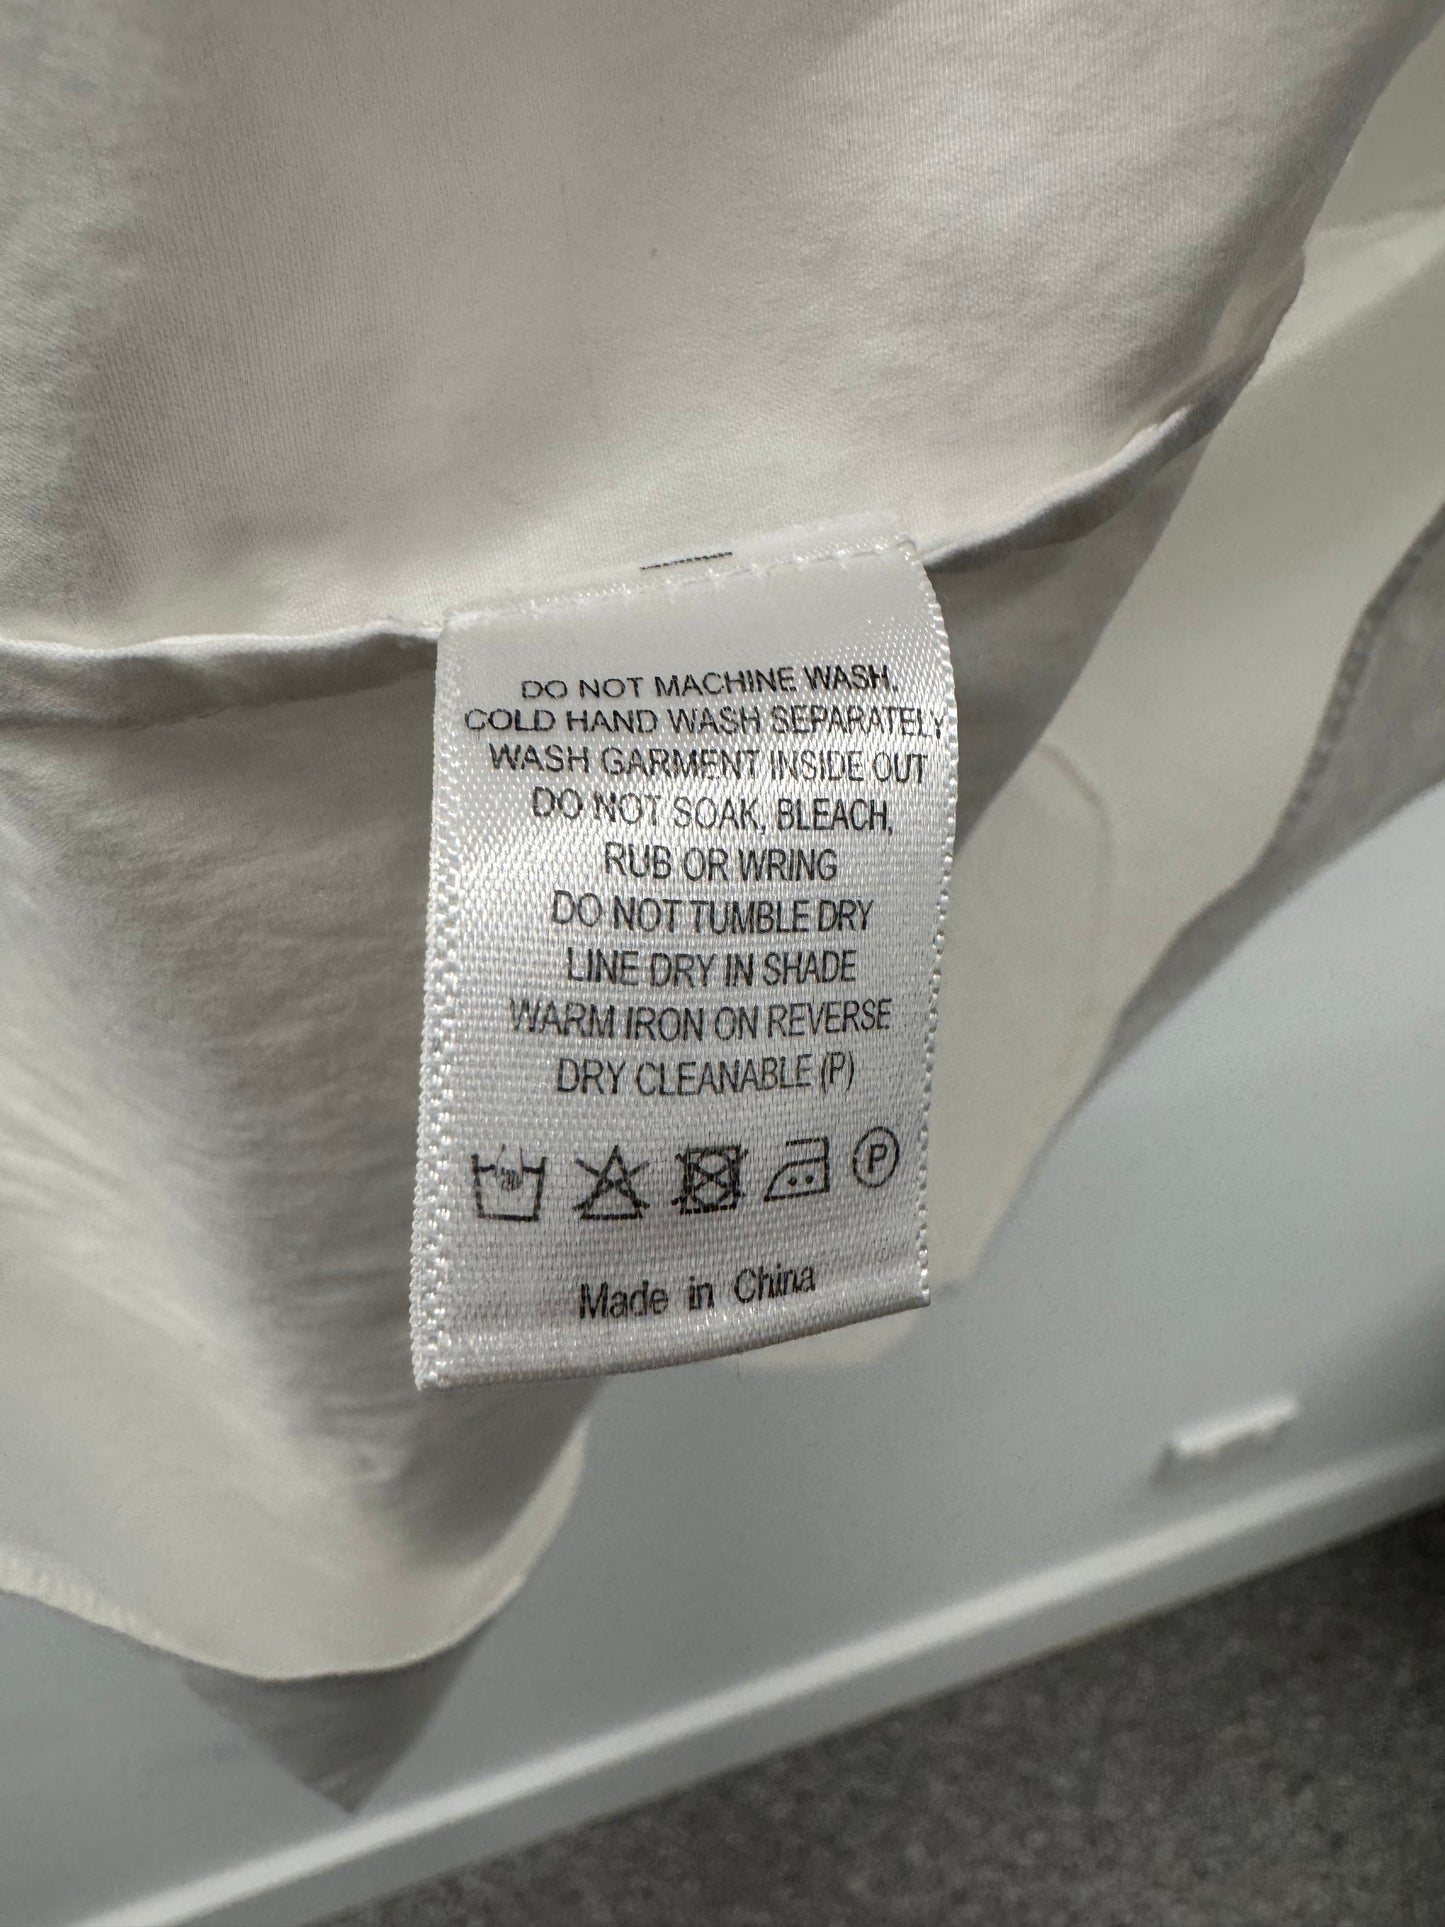 DO NOT MACHINE WASH.
COLD HAND WASH SEPARATELY
WASH GARMENT INSIDE OUT
DO NOT SOAK, BLEACH,
RUB OR WRING
DO NOT TUMBLE DRY
LINE DRY IN SHADE
WARM IRON ON REVERSE
DRY CLEANABLE (P)
P
Made in China